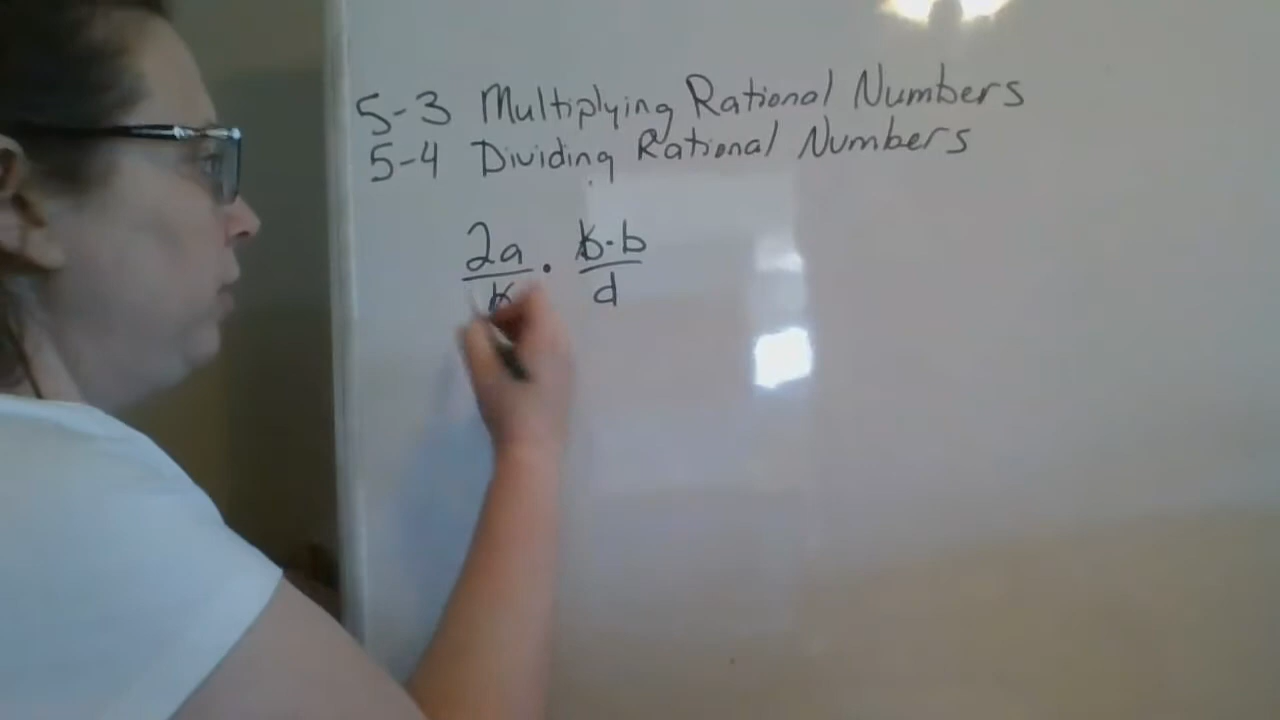 5-3 Multiplying Rational Numbers
5-4 Dividing Rational Numbers
2a/b · b·b/d